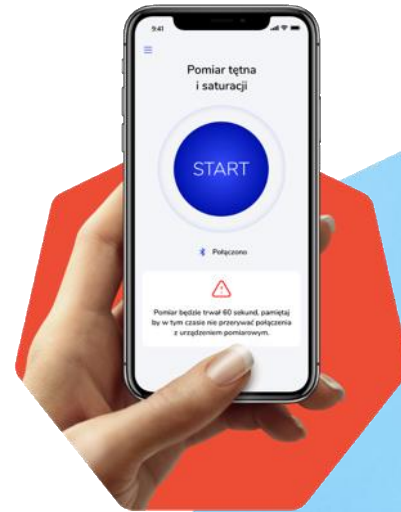 9:41
Pomiar tętna
i saturacji
START
Połączono
Pomiar będzie trwał 60 sekund, pamiętaj
by w tym czasie nie przerywać połączenia
z urządzeniem pomiarowym.